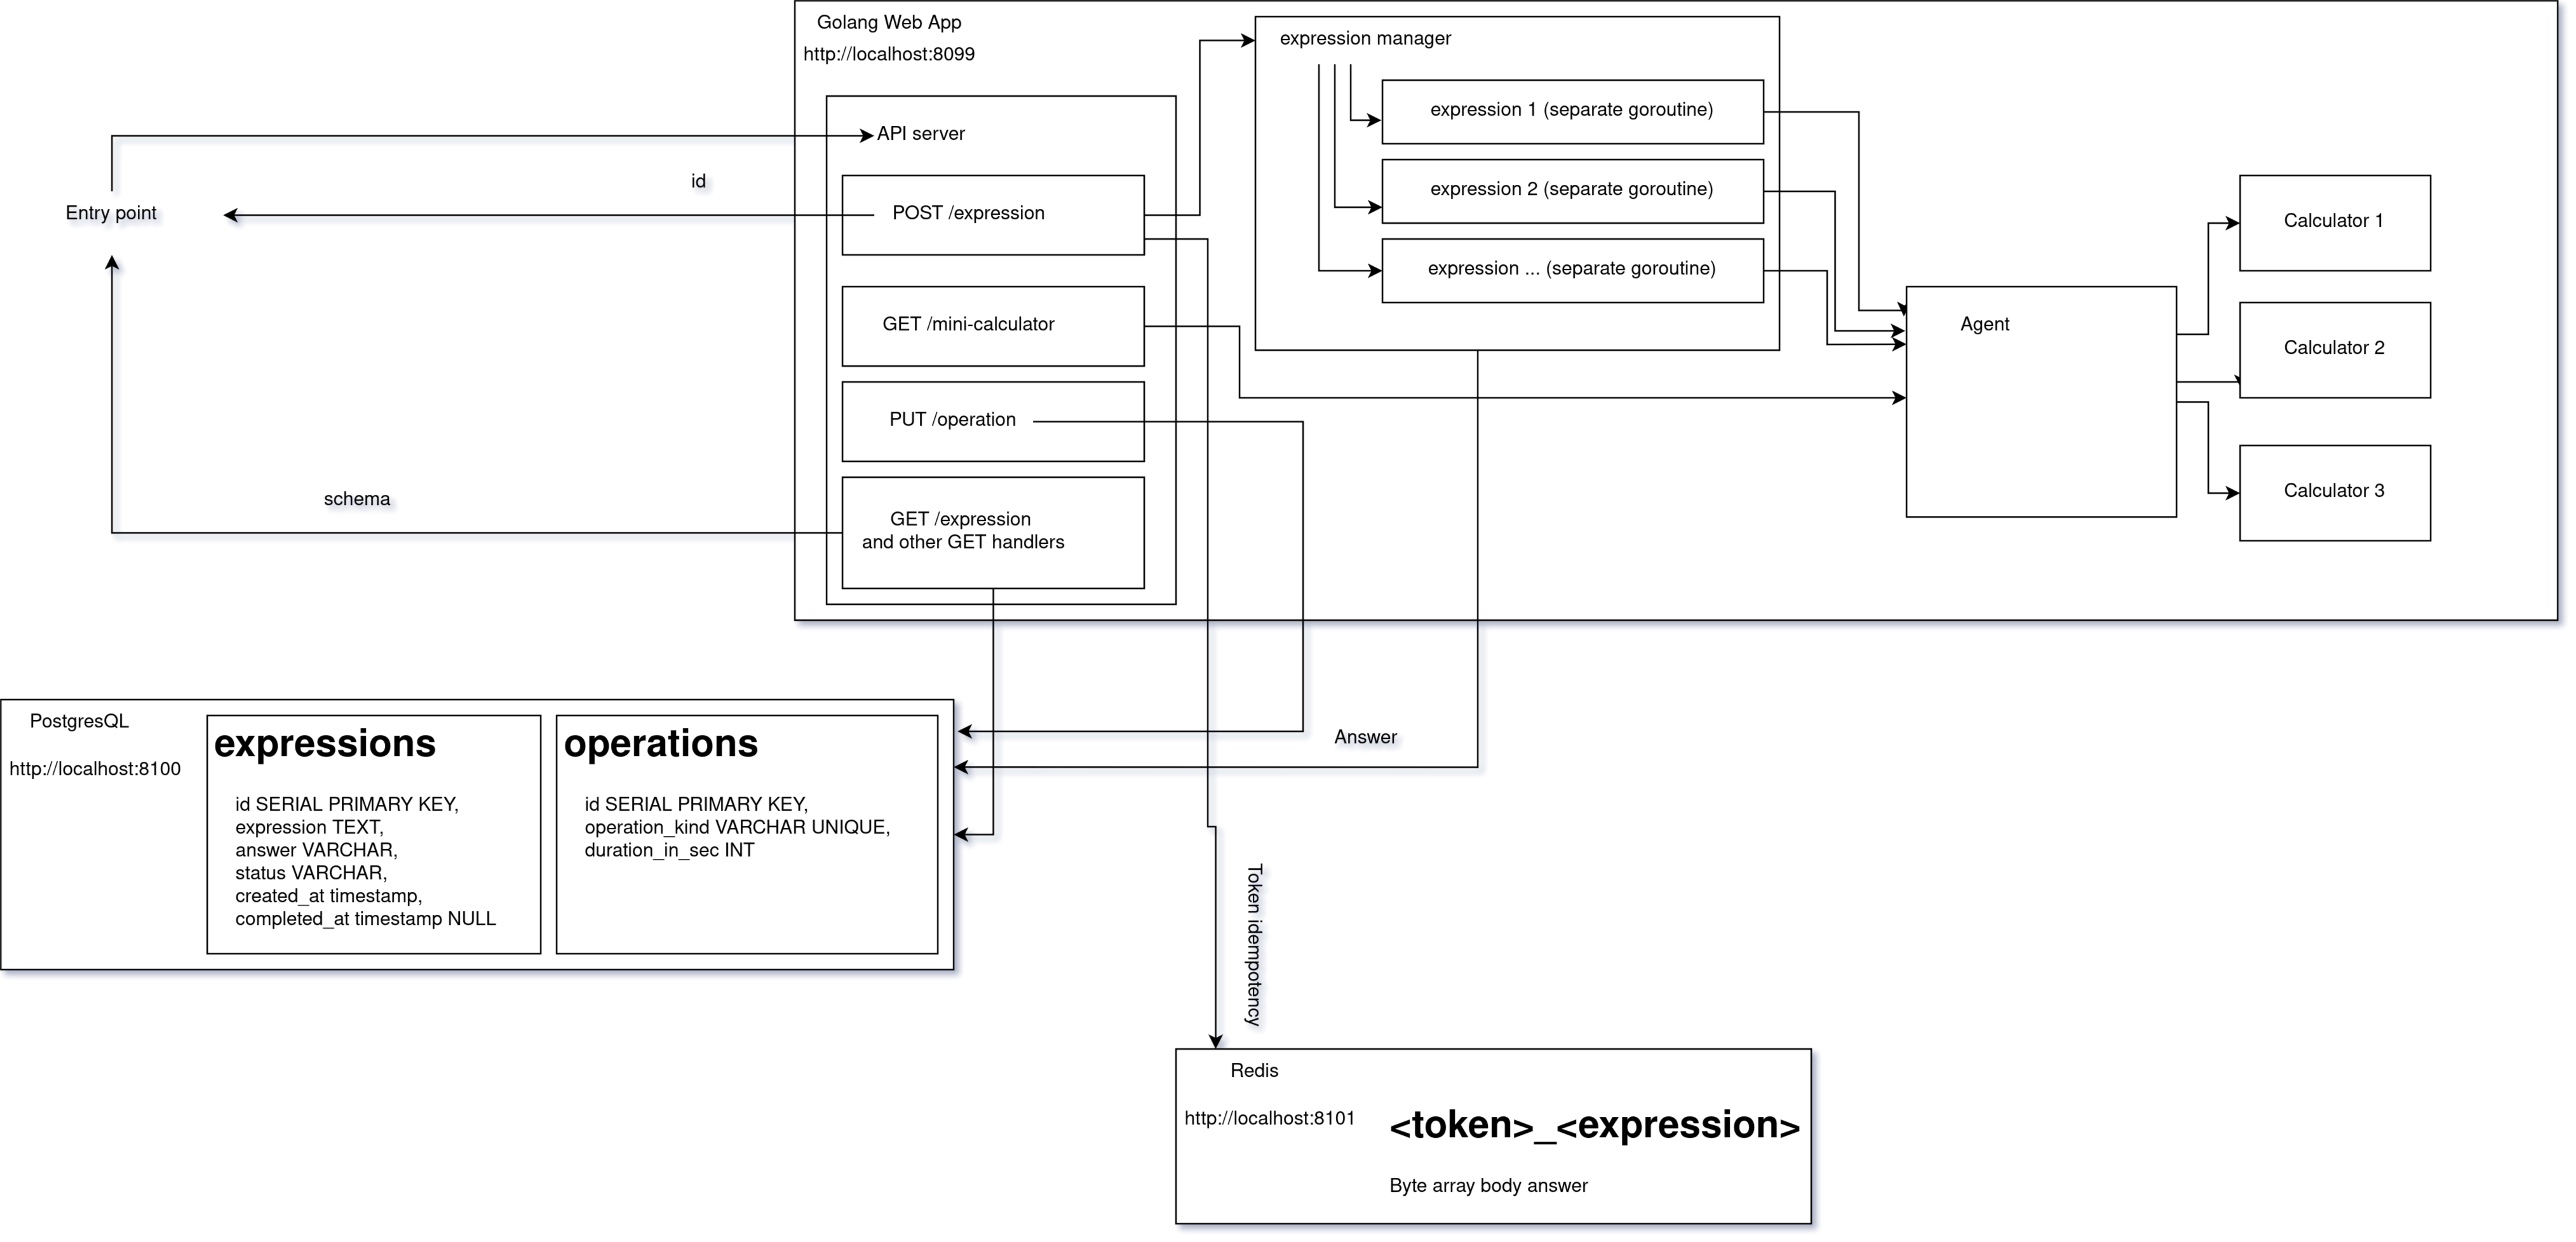 Golang Web App
http://localhost:8099
expression manager
API server
expression 1 (separate goroutine)
id
Entry point
POST /expression
expression 2 (separate goroutine)
Calculator 1
expression ... (separate goroutine)
GET /mini-calculator
Agent
Calculator 2
PUT /operation
schema
GET /expression
and other GET handlers
Calculator 3
PostgresQL
http://localhost:8100
expressions
id SERIAL PRIMARY KEY,
expression TEXT,
answer VARCHAR,
status VARCHAR,
created_at timestamp,
completed_at timestamp NULL
operations
id SERIAL PRIMARY KEY,
operation_kind VARCHAR UNIQUE,
duration_in_sec INT
Answer
Token idempotency
Redis
http://localhost:8101
<token>_<expression>
Byte array body answer